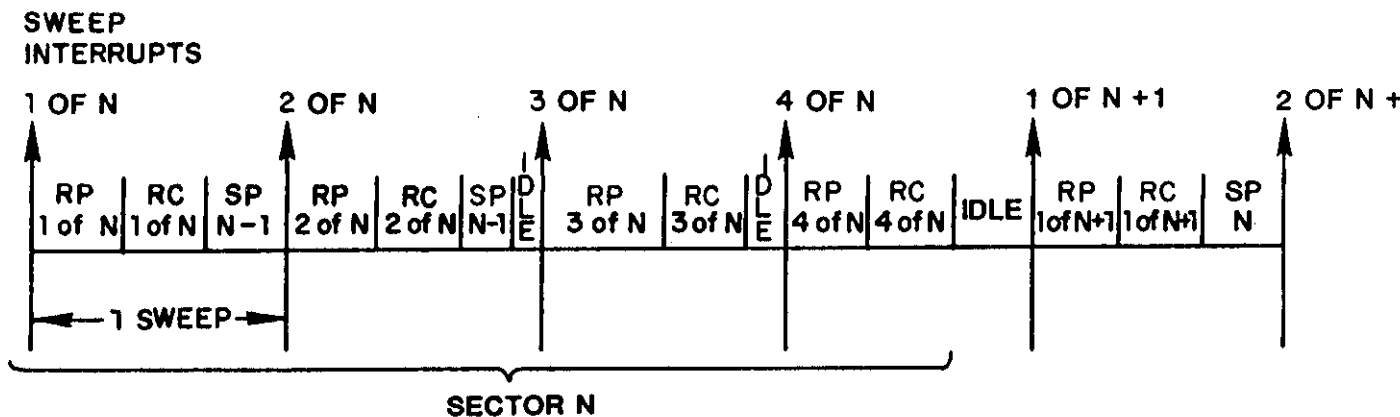 SWEEP
INTERRUPTS
1 OF N 2 OF N 3 OF N 4 OF N 1 OF N +1 2 OF N +
RP RC SP RP RC SP IDLE RP RC IDLE RP RC IDLE RP RC SP
1 of N 1 of N N-1 2 of N 2 of N N-1 3 of N 3 of N 4 of N 4 of N 1 of N+1 1 of N+1 N
1 SWEEP
SECTOR N